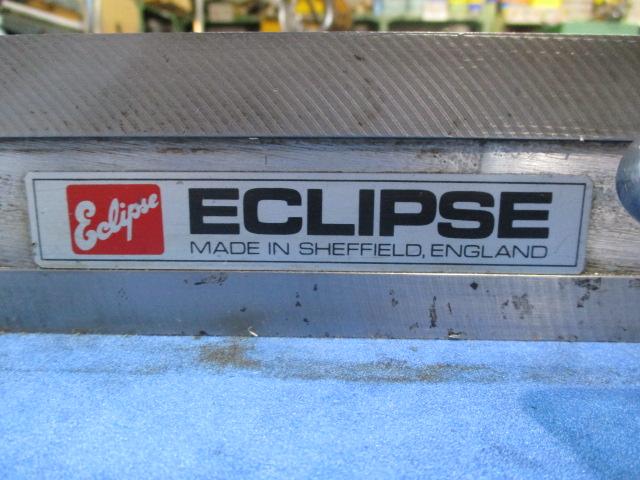 Eclipse
ECLIPSE
MADE IN SHEFFIELD, ENGLAND